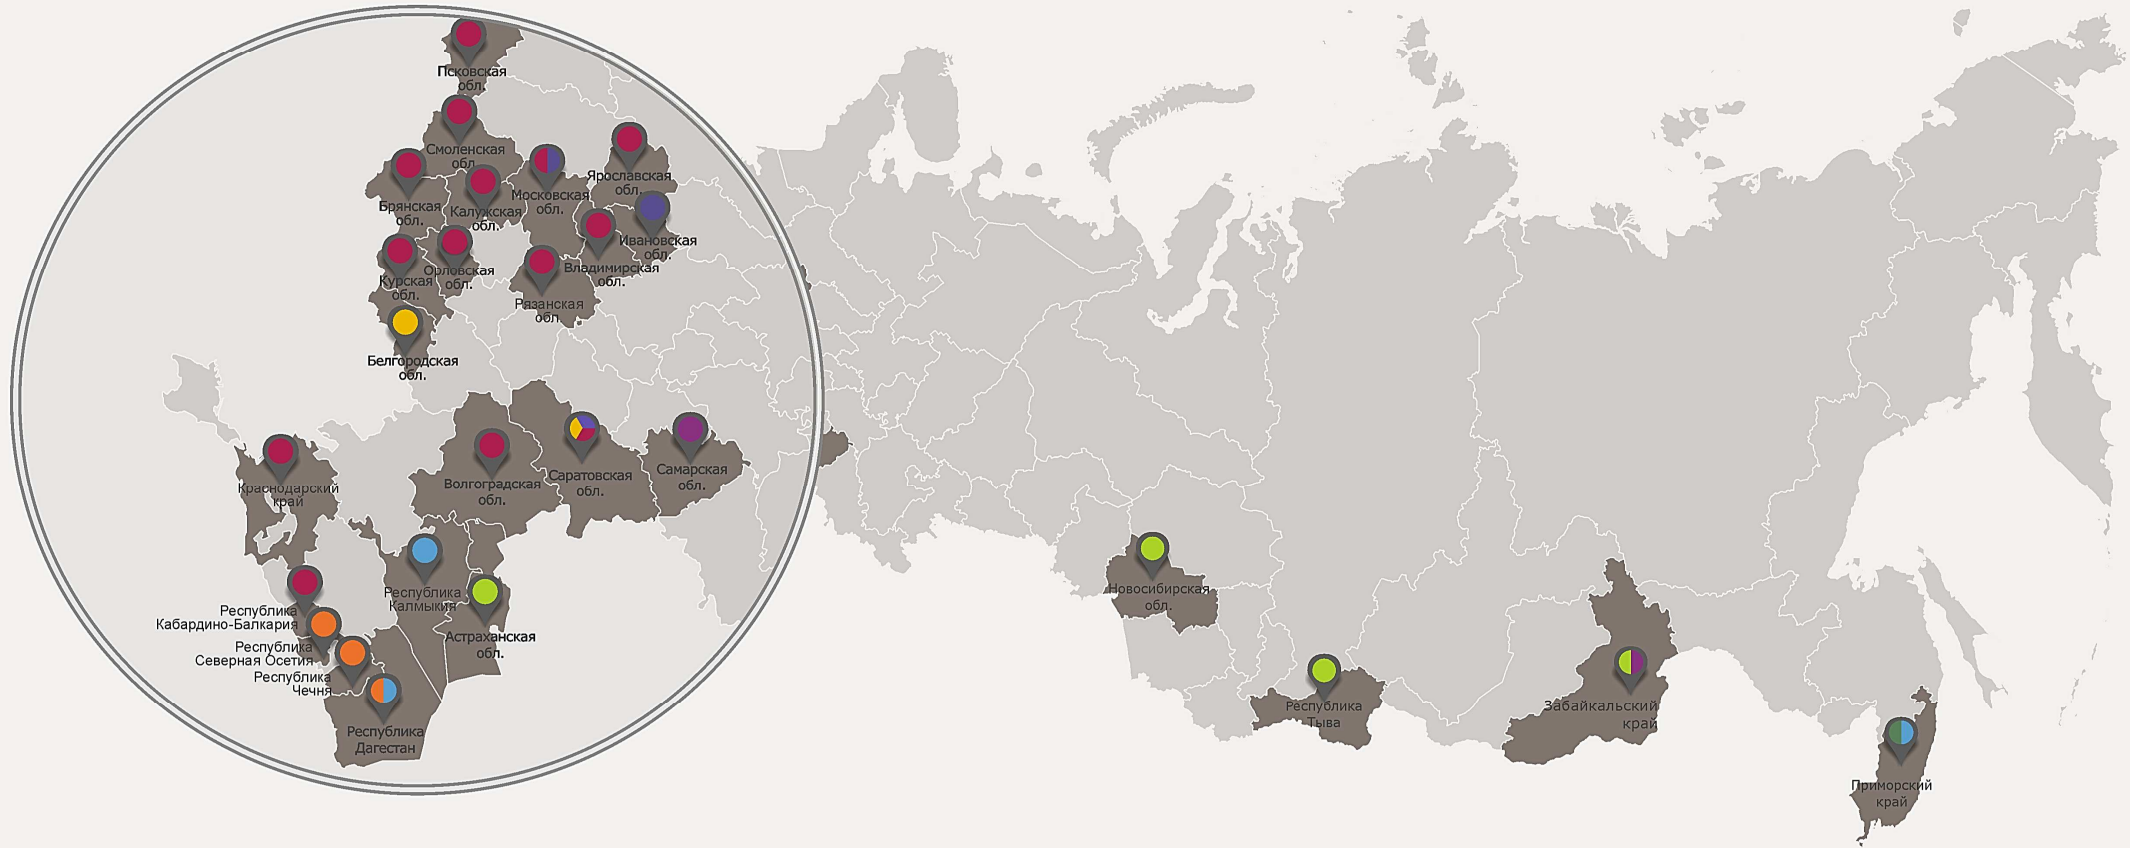 Псковская
обл.
Смоленская
обл.
Ярославская
обл.
Московская
обл.
Брянская
обл.
Калужская
обл.
Ивановская
обл.
Владимирская
обл.
Орловская
обл.
Курская
обл.
Рязанская
обл.
Белгородская
обл.
Самарская
обл.
Саратовская
обл.
Волгоградская
обл.
Краснодарский
край
Республика
Калмыкия
Республика
Кабардино-Балкария
Астраханская
обл.
Республика
Северная Осетия
Республика
Чечня
Республика
Дагестан
Новосибирская
обл.
Республика
Тыва
Забайкальский
край
Приморский
край